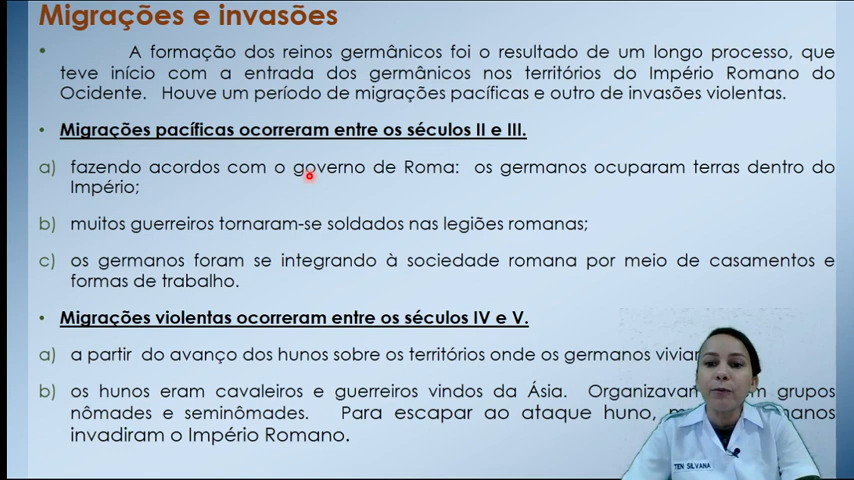 Migrações e invasões
• A formação dos reinos germânicos foi o resultado de um longo processo, que
teve início com a entrada dos germânicos nos territórios do Império Romano do
Ocidente. Houve um período de migrações pacíficas e outro de invasões violentas.
• Migrações pacíficas ocorreram entre os séculos II e III.
a) fazendo acordos com o governo de Roma: os germanos ocuparam terras dentro do
Império;
b) muitos guerreiros tornaram-se soldados nas legiões romanas;
c) os germanos foram se integrando à sociedade romana por meio de casamentos e
formas de trabalho.
• Migrações violentas ocorreram entre os séculos IV e V.
a) a partir do avanço dos hunos sobre os territórios onde os germanos
b) os hunos eram cavaleiros e guerreiros vindos da Ásia. grupos
nômades e seminômades. Para escapar ao ataque huno,
invadiram o Império Romano.
TEN SILVANA